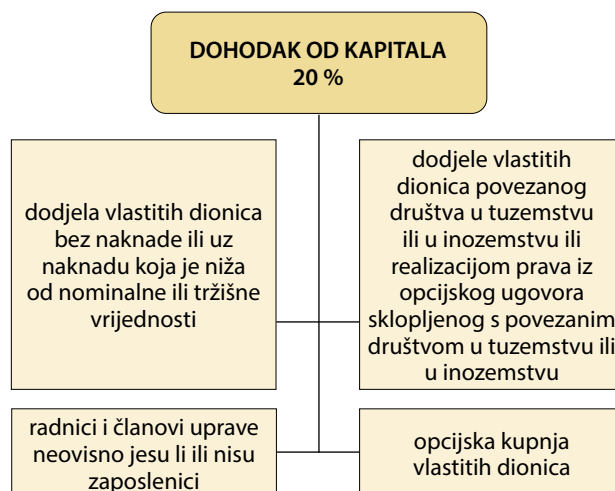 DOHODAK OD KAPITALA
20 %
dodjela vlastitih dionica
bez naknade ili uz
naknadu koja je niža
od nominalne ili tržišne
vrijednosti
dodjele vlastitih
dionica povezanog
društva u tuzemstvu
ili u inozemstvu ili
realizacijom prava iz
opcijskog ugovora
sklopljenog s povezanim
društvom u tuzemstvu ili
u inozemstvu
radnici i članovi uprave
neovisno jesu li ili nisu
zaposlenici
opcijska kupnja
vlastitih dionica